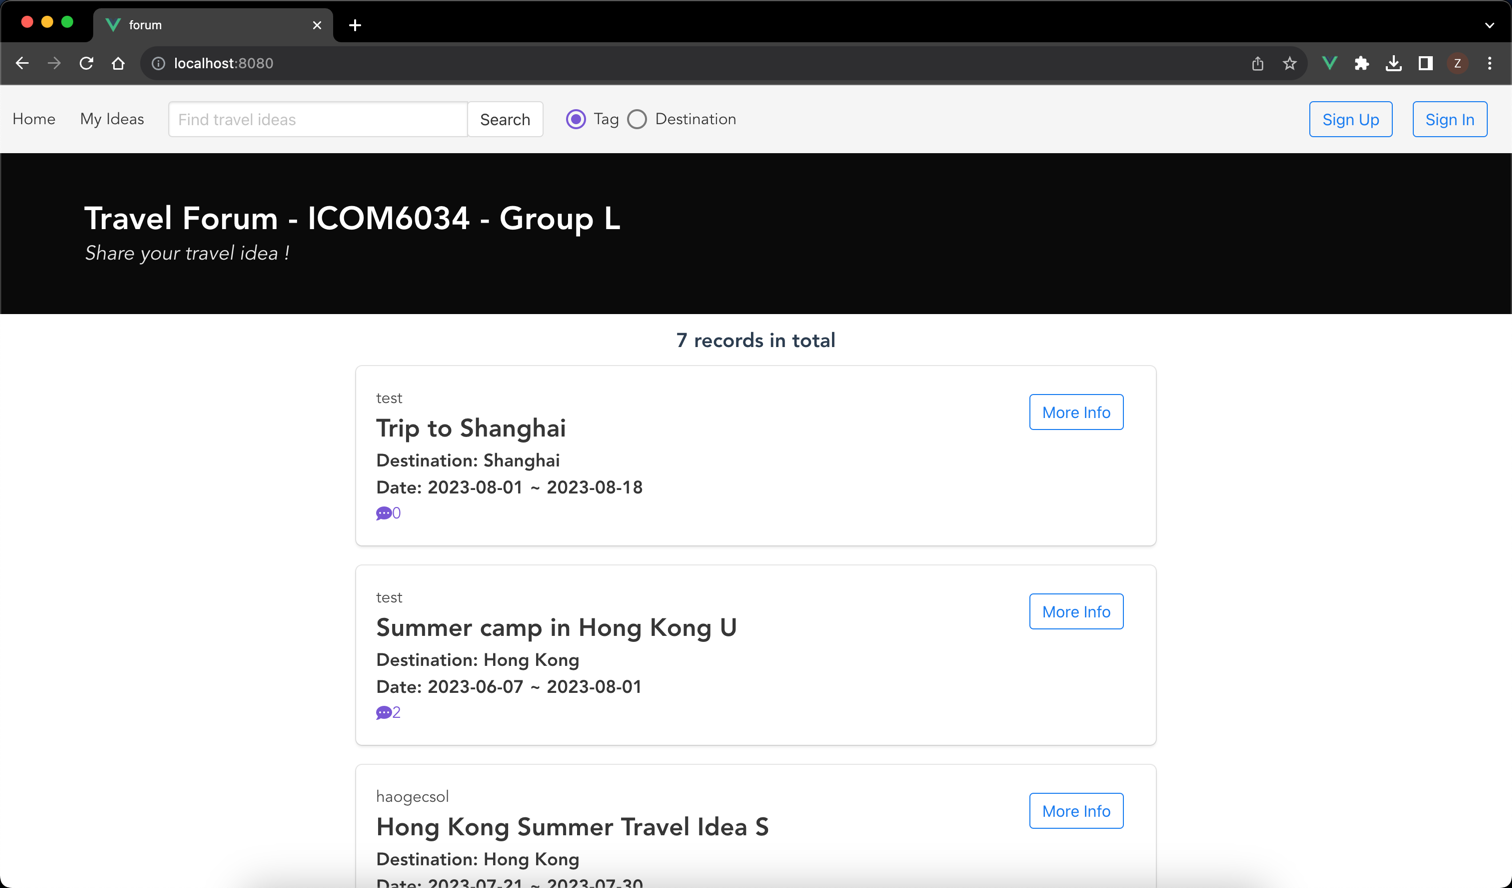 forum
localhost:8080
Z
Home My Ideas Find travel ideas Search Tag Destination Sign Up Sign In
Travel Forum - ICOM6034 - Group L
Share your travel idea !
7 records in total
test
More Info
Trip to Shanghai
Destination: Shanghai
Date: 2023-08-01 ~ 2023-08-18
0
test
More Info
Summer camp in Hong Kong U
Destination: Hong Kong
Date: 2023-06-07 ~ 2023-08-01
2
haogecsol
More Info
Hong Kong Summer Travel Idea S
Destination: Hong Kong
Date: 2023-07-21 ~ 2023-07-30